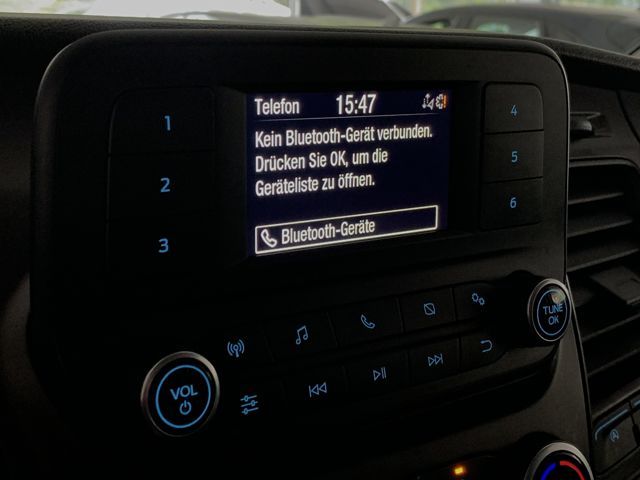 Telefon 15:47
Kein Bluetooth-Gerät verbunden.
Drücken Sie OK, um die
Geräteliste zu öffnen.
Bluetooth-Geräte
1
2
3
4
5
6
VOL
TUNE
OK
A